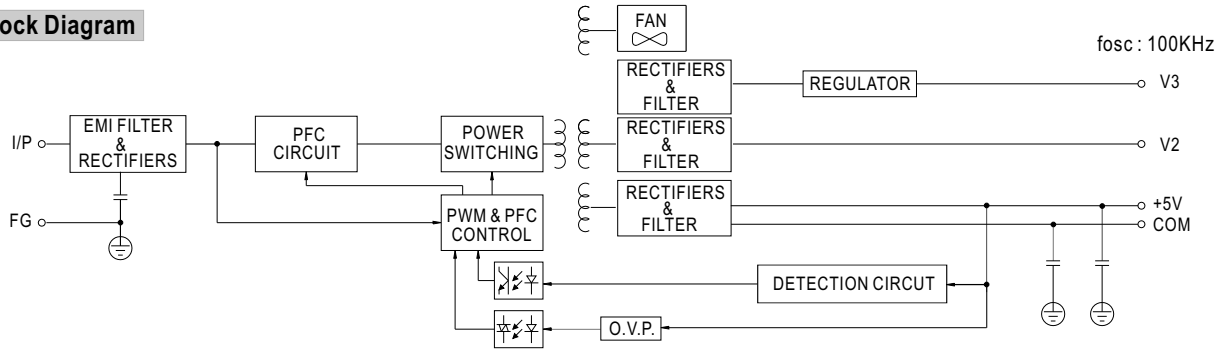 ock Diagram
FAN
fosc : 100KHz
RECTIFIERS
&
FILTER
REGULATOR
V3
I/P
EMI FILTER
&
RECTIFIERS
PFC
CIRCUIT
POWER
SWITCHING
RECTIFIERS
&
FILTER
V2
FG
PWM & PFC
CONTROL
RECTIFIERS
&
FILTER
+5V
COM
DETECTION CIRCUT
O.V.P.